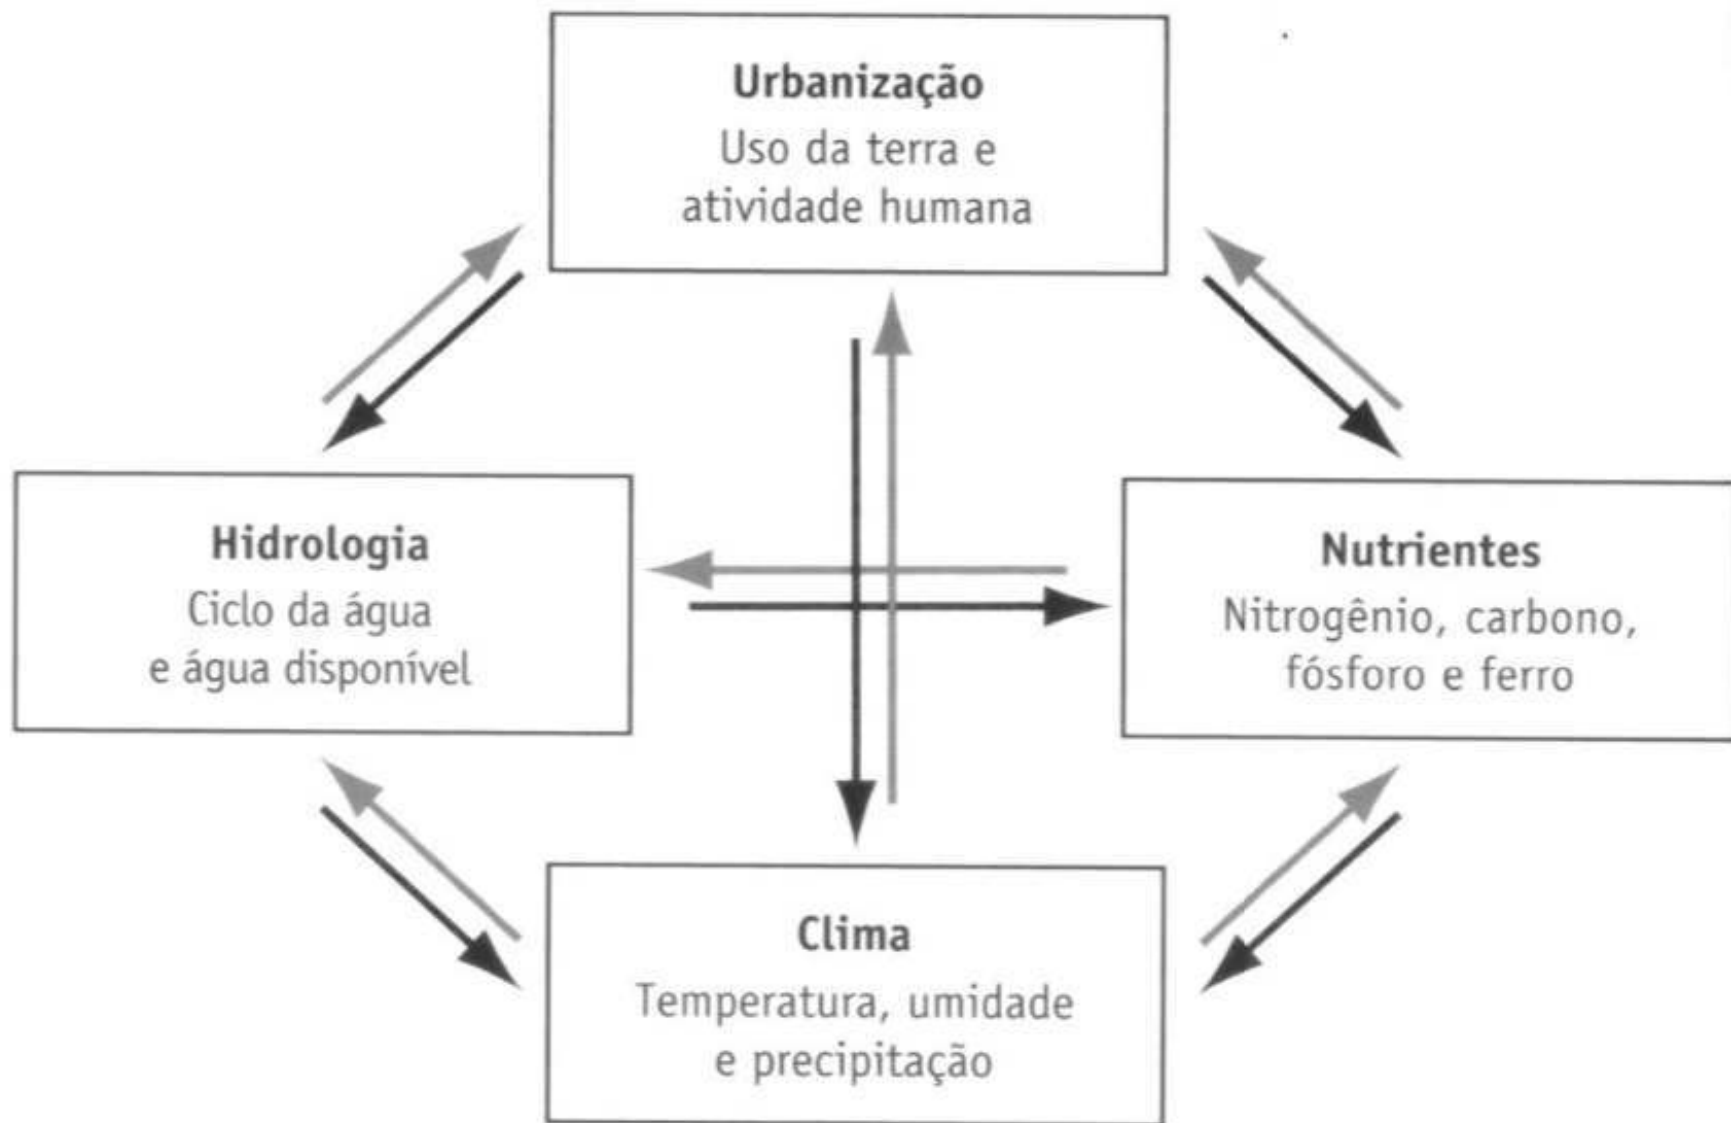 Urbanização
Uso da terra e
atividade humana
Hidrologia
Ciclo da água
e água disponível
Nutrientes
Nitrogênio, carbono,
fósforo e ferro
Clima
Temperatura, umidade
e precipitação